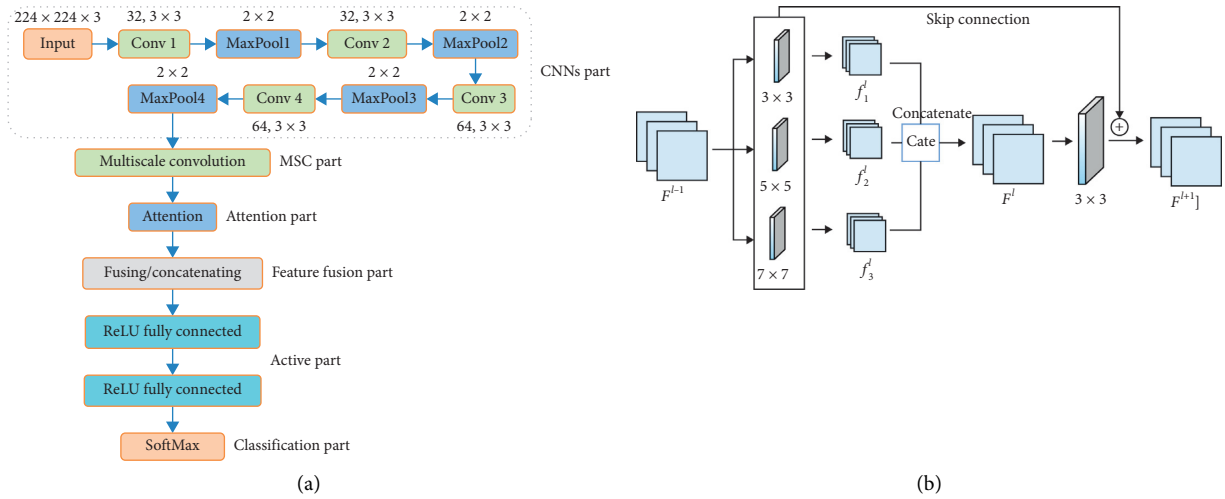 224 × 224 × 3
32, 3 × 3
2 × 2
32, 3 × 3
2 × 2
Input
Conv 1
MaxPool1
Conv 2
MaxPool2
CNNs part
2 × 2
2 × 2
MaxPool4
Conv 4
MaxPool3
Conv 3
64, 3 × 3
64, 3 × 3
Multiscale convolution
MSC part
Attention
Attention part
Fusing/concatenating
Feature fusion part
ReLU fully connected
Active part
ReLU fully connected
SoftMax
Classification part
(a)
Skip connection
3 × 3
f₁ˡ
Concatenate
Cate
+
Fˡ⁻¹
5 × 5
f₂ˡ
Fˡ
3 × 3
Fˡ⁺¹]
7 × 7
f₃ˡ
(b)